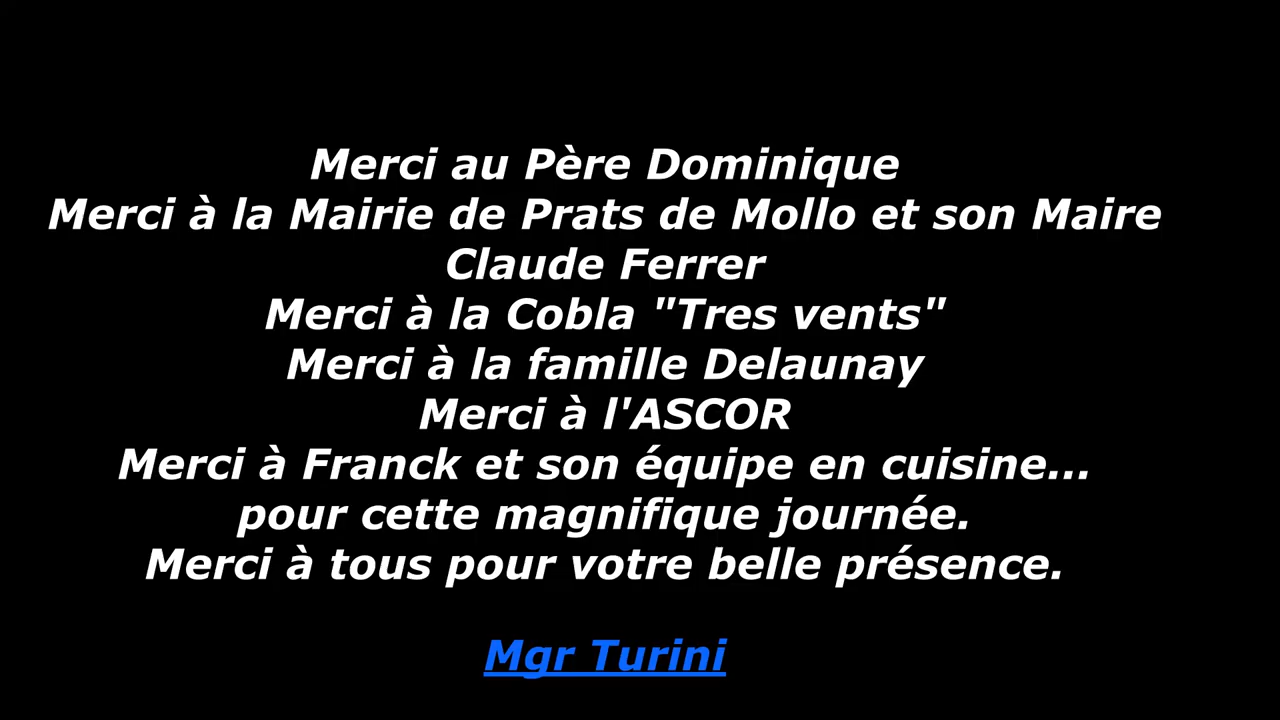 Merci au Père Dominique
Merci à la Mairie de Prats de Mollo et son Maire
Claude Ferrer
Merci à la Cobla "Tres vents"
Merci à la famille Delaunay
Merci à l'ASCOR
Merci à Franck et son équipe en cuisine...
pour cette magnifique journée.
Merci à tous pour votre belle présence.
Mgr Turini